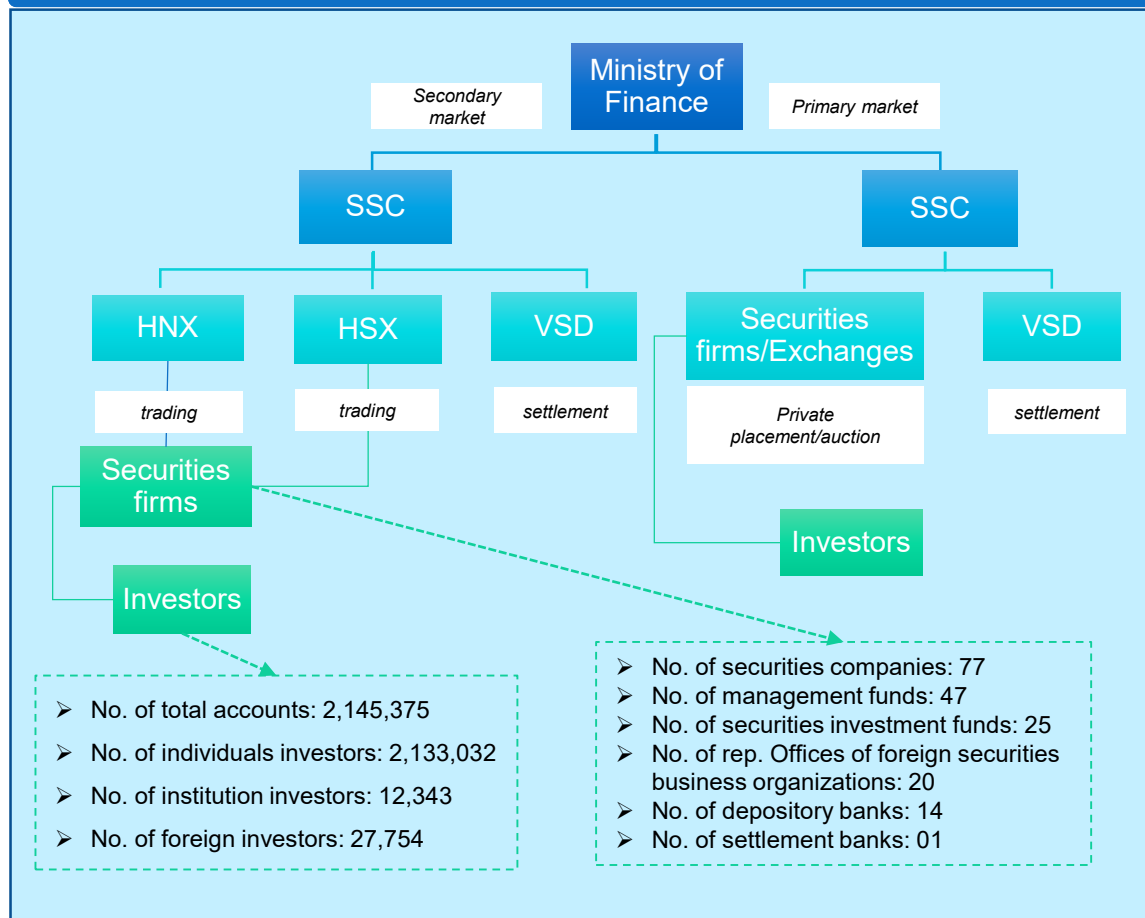 Ministry of
Finance
Secondary
market
Primary market
SSC
SSC
HNX
HSX
VSD
Securities
firms/Exchanges
VSD
trading
trading
settlement
Private
placement/auction
settlement
Securities
firms
Investors
Investors
➢ No. of total accounts: 2,145,375
➢ No. of individuals investors: 2,133,032
➢ No. of institution investors: 12,343
➢ No. of foreign investors: 27,754
➢ No. of securities companies: 77
➢ No. of management funds: 47
➢ No. of securities investment funds: 25
➢ No. of rep. Offices of foreign securities
business organizations: 20
➢ No. of depository banks: 14
➢ No. of settlement banks: 01